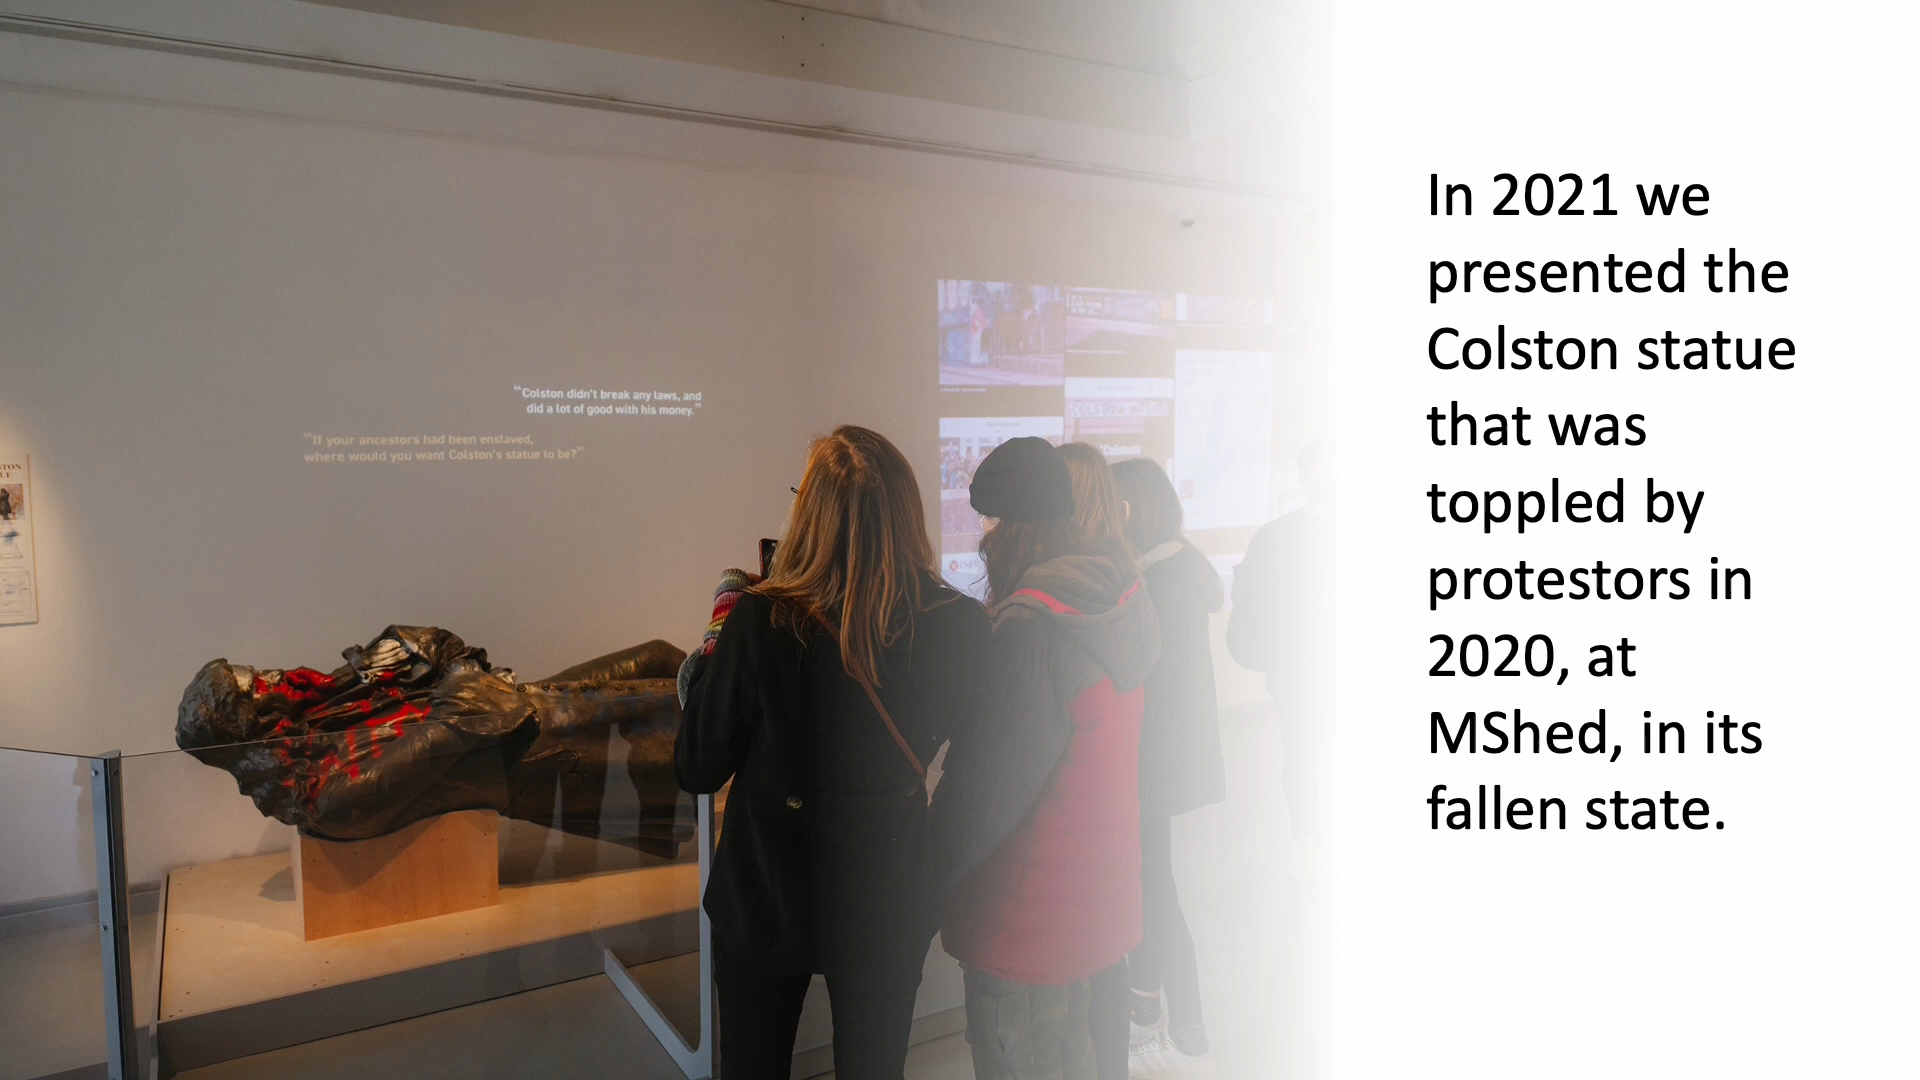 “Colston didn’t break any laws, and
did a lot of good with his money.”
“If your ancestors had been enslaved,
where would you want Colston’s statue to be?”
In 2021 we
presented the
Colston statue
that was
toppled by
protestors in
2020, at
MShed, in its
fallen state.